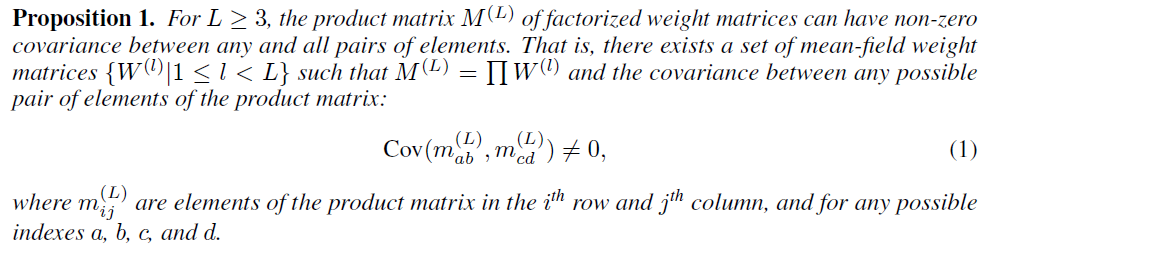 Proposition 1. For L ≥ 3, the product matrix M^(L) of factorized weight matrices can have non-zero
covariance between any and all pairs of elements. That is, there exists a set of mean-field weight
matrices {W^(l)|1 ≤ l < L} such that M^(L) = ∏ W^(l) and the covariance between any possible
pair of elements of the product matrix:
Cov(m_ab^(L), m_cd^(L)) ≠ 0, (1)
where m_ij^(L) are elements of the product matrix in the i^th row and j^th column, and for any possible
indexes a, b, c, and d.